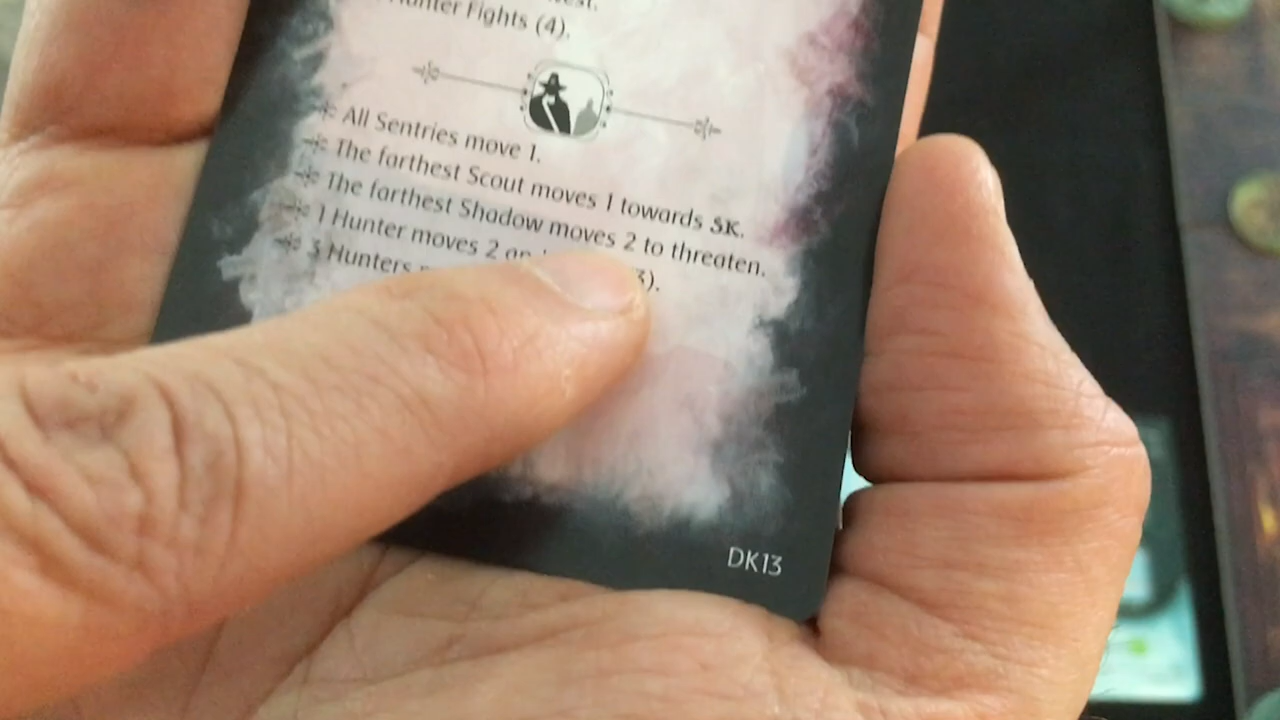 Hunter Fights (4).
All Sentries move 1.
The farthest Scout moves 1 towards SK.
The farthest Shadow moves 2 to threaten.
1 Hunter moves 2
3 Hunters
DK13